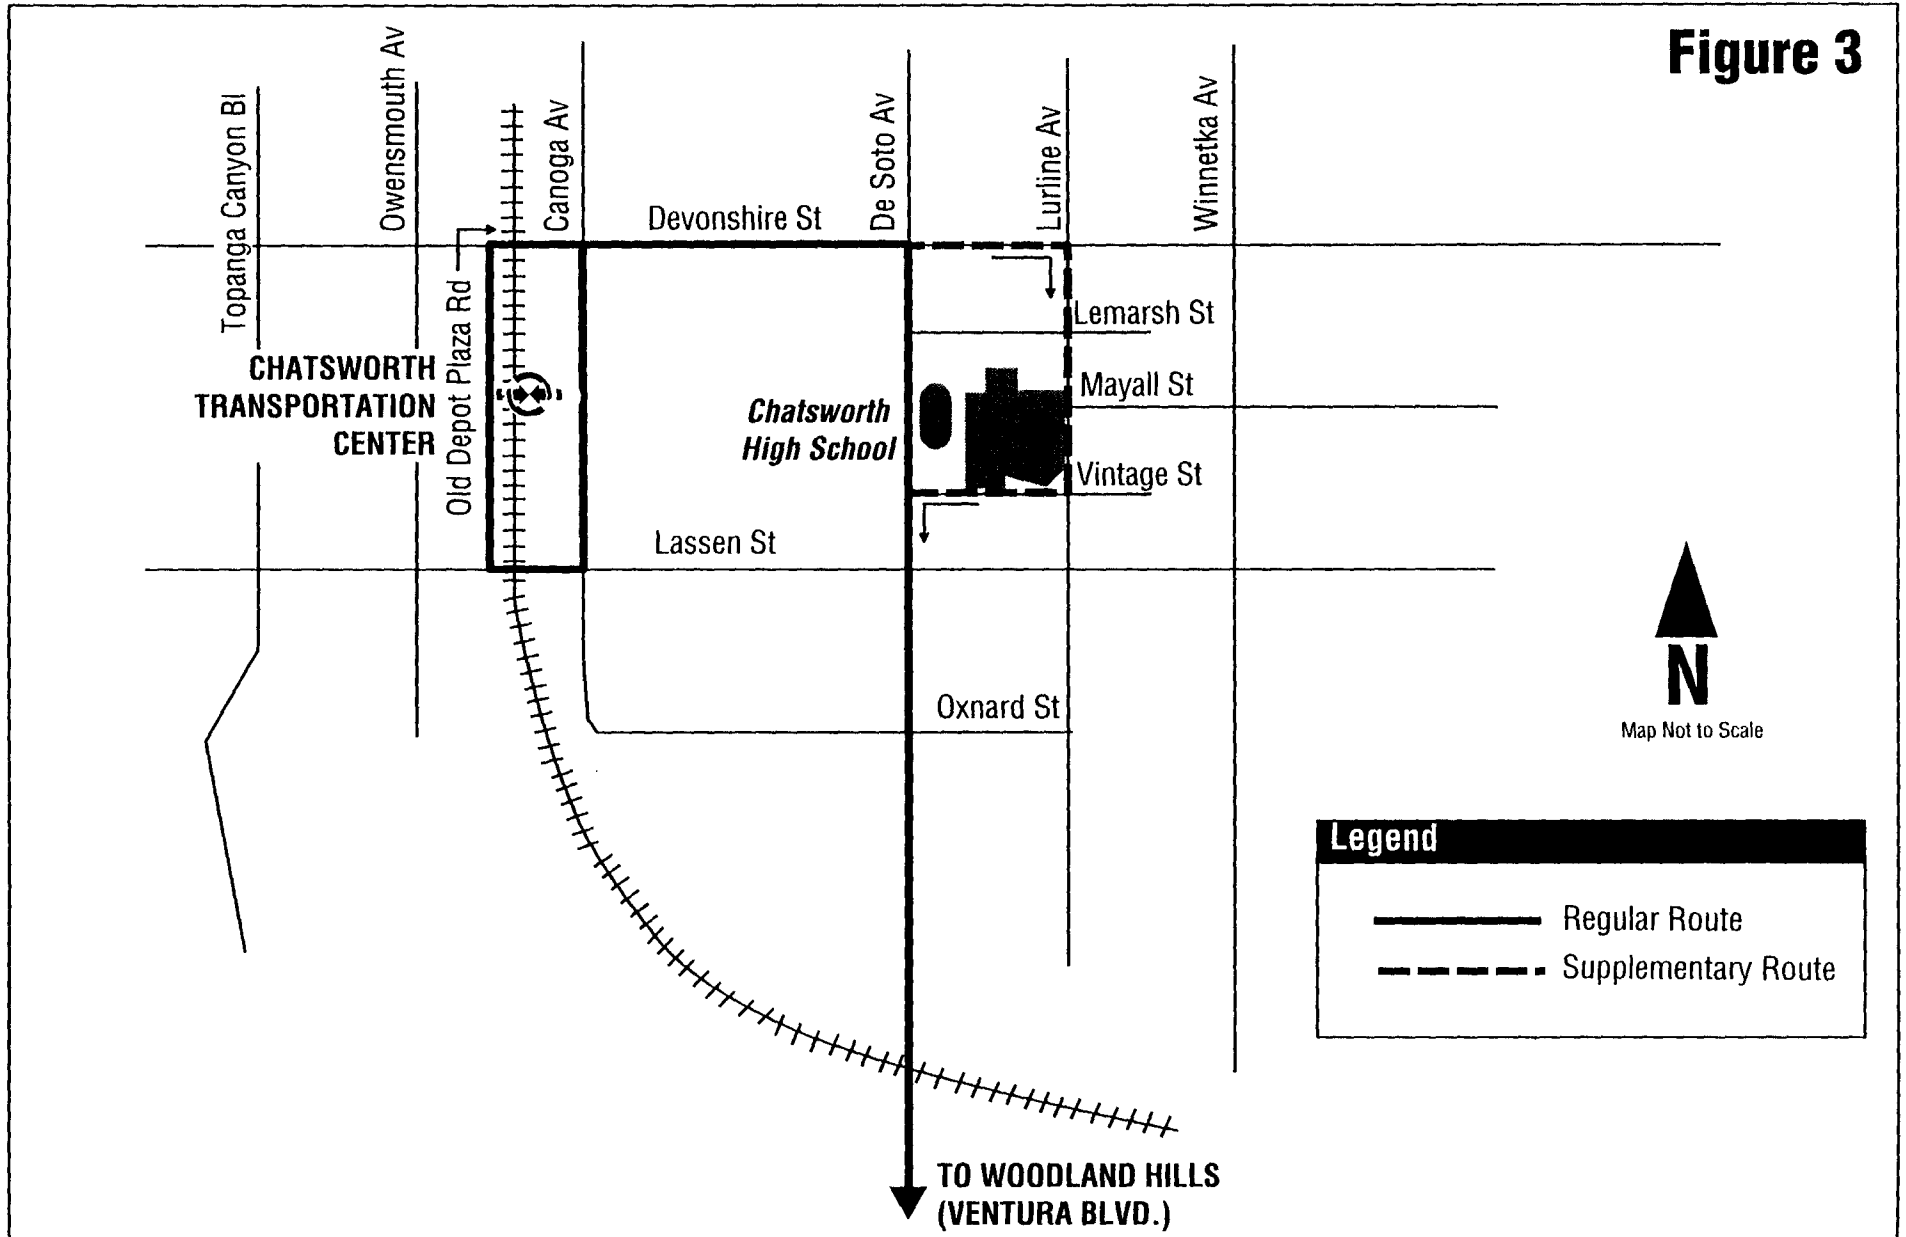 Figure 3
Topanga Canyon Bl
Owensmouth Av
Canoga Av
De Soto Av
Lurline Av
Winnetka Av
Devonshire St
Old Depot Plaza Rd
Lemarsh St
CHATSWORTH
TRANSPORTATION
CENTER
Mayall St
Chatsworth
High School
Vintage St
Lassen St
Oxnard St
N
Map Not to Scale
Legend
Regular Route
Supplementary Route
TO WOODLAND HILLS
(VENTURA BLVD.)